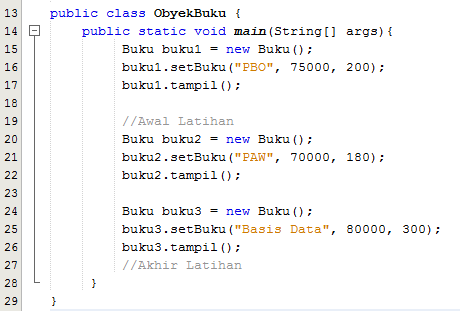 13 public class ObyekBuku {
14 public static void main(String[] args){
15 Buku buku1 = new Buku();
16 buku1.setBuku("PBO", 75000, 200);
17 buku1.tampil();
18
19 //Awal Latihan
20 Buku buku2 = new Buku();
21 buku2.setBuku("PAW", 70000, 180);
22 buku2.tampil();
23
24 Buku buku3 = new Buku();
25 buku3.setBuku("Basis Data", 80000, 300);
26 buku3.tampil();
27 //Akhir Latihan
28 }
29 }